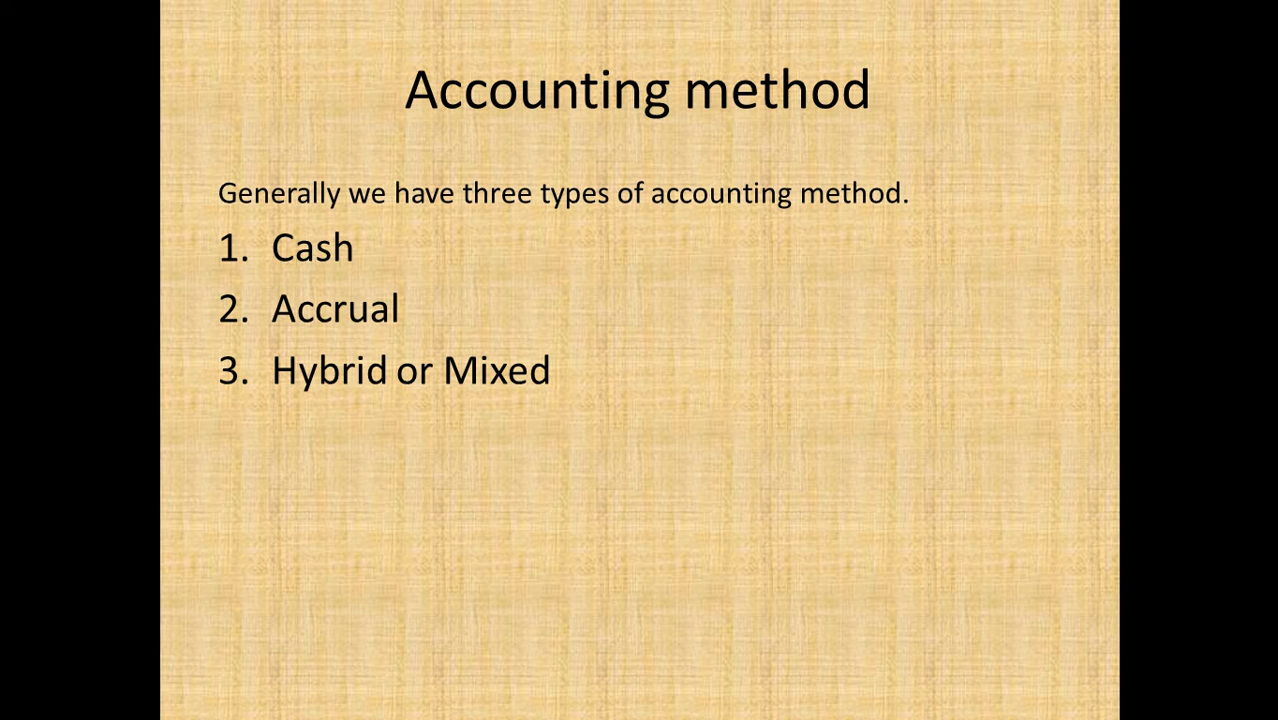 Accounting method
Generally we have three types of accounting method.
1. Cash
2. Accrual
3. Hybrid or Mixed